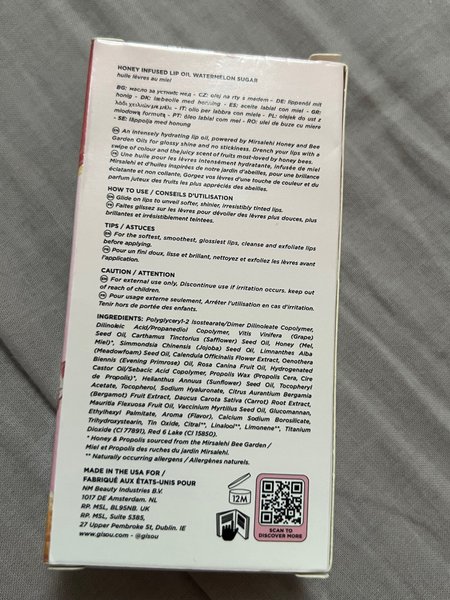 HONEY INFUSED LIP OIL WATERMELON SUGAR
huile lèvres au miel
BG: масло за устни с мед - CZ: olej na rty s medem - DE: lippenöl mit
honig - DK: læbeolie med honning - ES: aceite labial con miel - GR:
λάδι χειλιών με μέλι - IT: olio per labbra con miele - PL: olejek do ust z
miodową formułą - PT: óleo labial com mel - RO: ulei de buze cu miere
- SE: läppolja med honung
An intensely hydrating lip oil, powered by Mirsalehi Honey and Bee
Garden Oils for glossy shine and no stickiness. Drench your lips with a
swipe of colour and the juicy scent of fruits most-loved by honey bees.
Une huile pour les lèvres intensément hydratante, infusée de miel
Mirsalehi et d'huiles inspirées de notre jardin d'abeilles, pour une brillance
éclatante et non collante. Gorgez vos lèvres d'une touche de couleur et du
parfum juteux des fruits les plus appréciés des abeilles.
HOW TO USE / CONSEILS D'UTILISATION
Glide on lips to unveil softer, shinier, irresistibly tinted lips.
Faites glissez sur les lèvres pour dévoiler des lèvres plus douces, plus
brillantes et irrésistiblement teintees.
TIPS / ASTUCES
For the softest, smoothest, glossiest lips, cleanse and exfoliate lips
before applying.
Pour un fini doux, lisse et brillant, nettoyez et exfoliez les lèvres avant
l'application.
CAUTION / ATTENTION
For external use only, Discontinue use if irritation occurs, keep out
of reach of children.
Pour usage externe seulement, Arrêter l'utilisation en cas d'irritation.
Tenir hors de portée des enfants.
INGREDIENTS: Polyglyceryl-2 Isostearate/Dimer Dilinoleate Copolymer,
Dilinoleic Acid/Propanediol Copolymer, Vitis Vinifera (Grape)
Seed Oil, Carthamus Tinctorius (Safflower) Seed Oil, Honey (Mel,
Miel)*, Simmondsia Chinensis (Jojoba) Seed Oil, Limnanthes Alba
(Meadowfoam) Seed Oil, Calendula Officinalis Flower Extract, Oenothera
Biennis (Evening Primrose) Oil, Rosa Canina Fruit Oil, Hydrogenated
Castor Oil/Sebacic Acid Copolymer, Propolis Wax (Propolis Cera, Cire
de Propolis)*, Helianthus Annuus (Sunflower) Seed Oil, Tocopheryl
Acetate, Tocopherol, Sodium Hyaluronate, Citrus Aurantium Bergamia
(Bergamot) Fruit Extract, Daucus Carota Sativa (Carrot) Root Extract,
Mauritia Flexuosa Fruit Oil, Vaccinium Myrtillus Seed Oil, Glucomannan,
Ethylhexyl Palmitate, Aroma (Flavor), Silica Dimethyl Silylate,
Trihydroxystearin, Tin Oxide, Citral**, Linalool**, Limonene**, Titanium
Dioxide (CI 77891), Red 6 Lake (CI 15850).
* Honey & Propolis sourced from the Mirsalehi Bee Garden /
Miel et Propolis des ruches du jardin Mirsalehi.
** Naturally occurring allergens / Allergènes naturels.
MADE IN THE USA FOR /
FABRIQUÉ AUX ÉTATS-UNIS POUR
NM Beauty Industries B.V.
1017 DE Amsterdam. NL
RP. MSL, BL95NB. UK
RP. MSL, Suite 5385,
27 Upper Pembroke St, Dublin. IE
www.gisou.com - @gisou
12M
SCAN TO
DISCOVER MORE